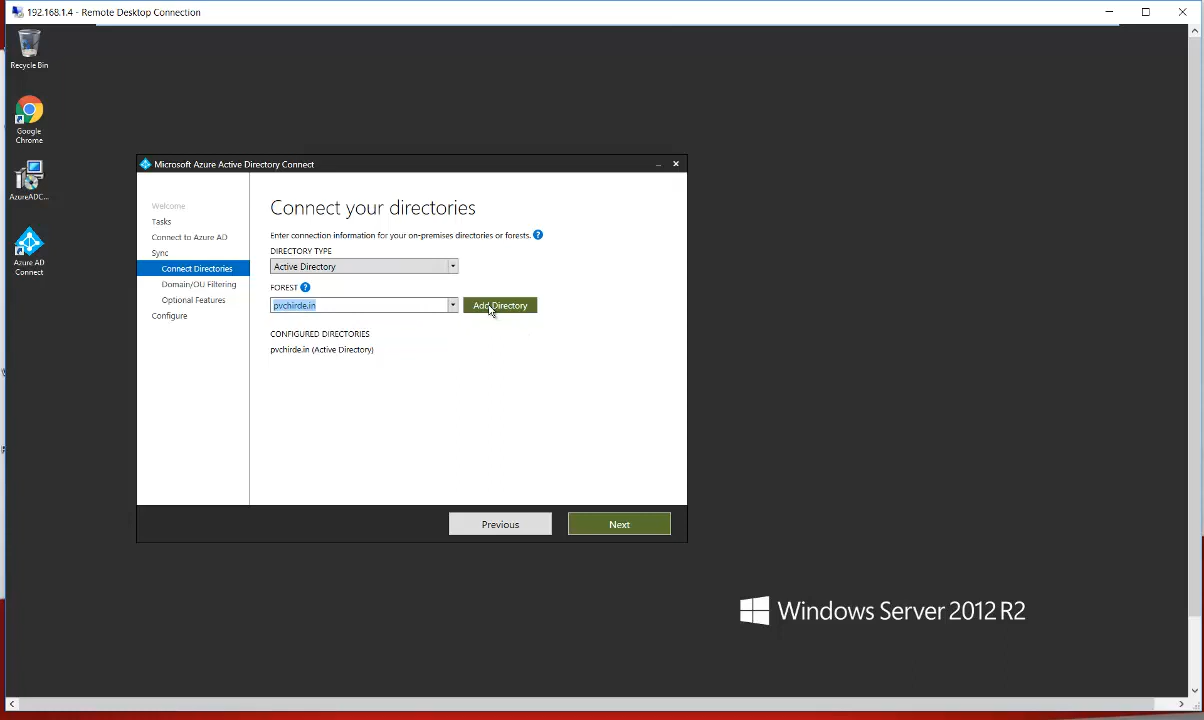 192.168.1.4 - Remote Desktop Connection
Recycle Bin
Google
Chrome
AzureADC...
Azure AD
Connect
Microsoft Azure Active Directory Connect
Welcome
Tasks
Connect to Azure AD
Sync
Connect Directories
Domain/OU Filtering
Optional Features
Configure
Connect your directories
Enter connection information for your on-premises directories or forests. ?
DIRECTORY TYPE
Active Directory
FOREST ?
pvchirde.in
Add Directory
CONFIGURED DIRECTORIES
pvchirde.in (Active Directory)
Previous
Next
Windows Server 2012 R2